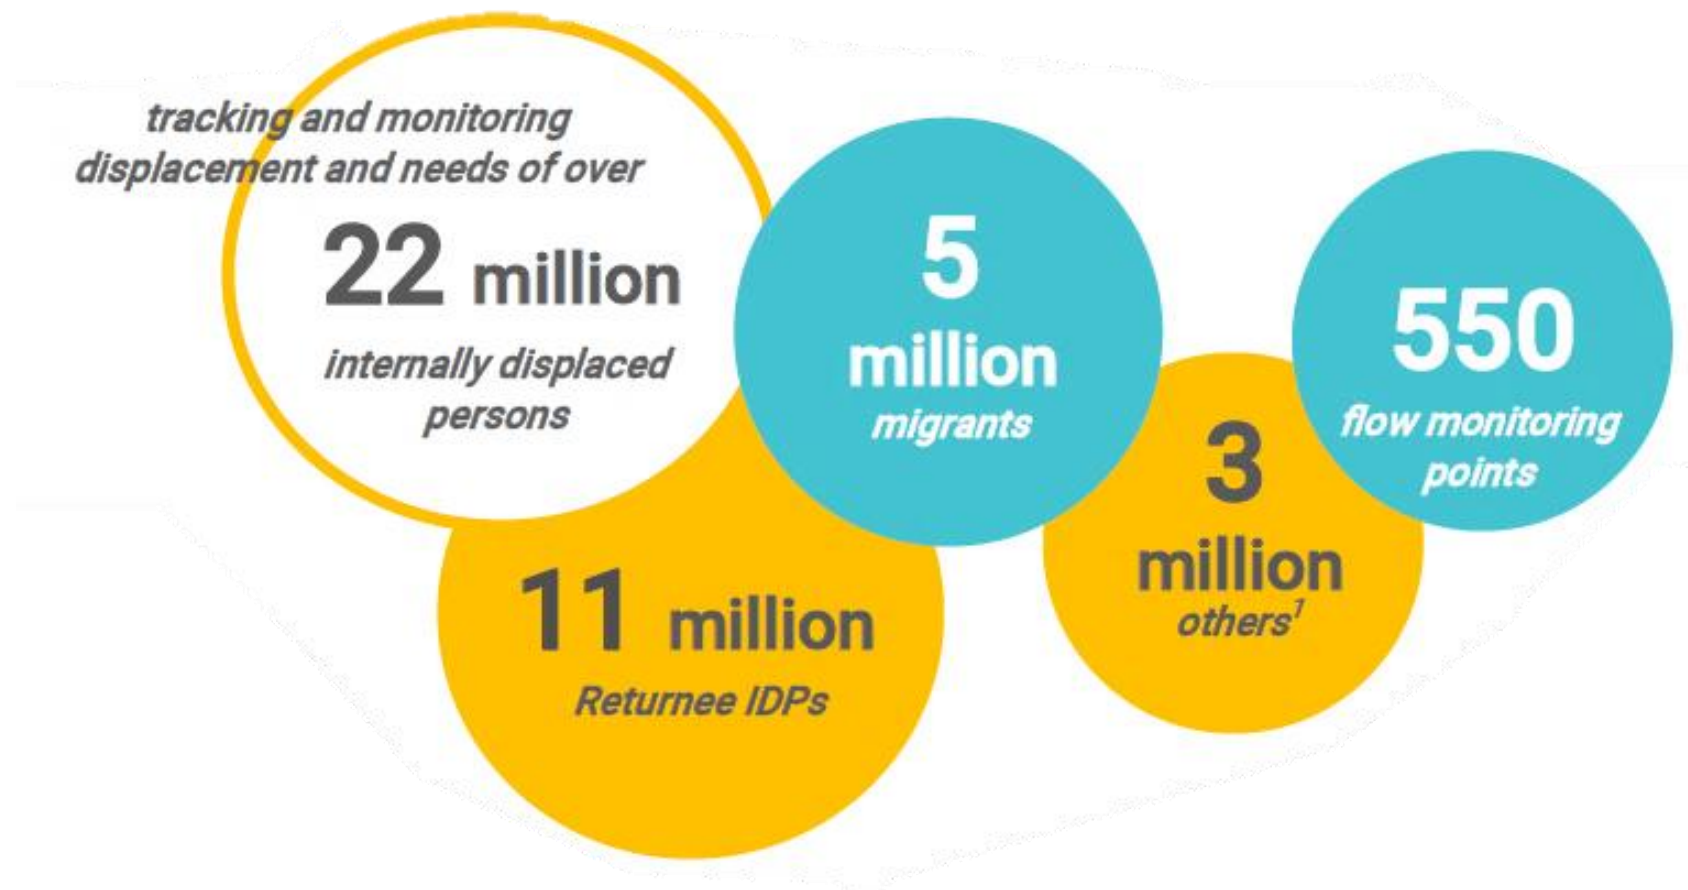 tracking and monitoring
displacement and needs of over
22 million
internally displaced
persons
5
million
migrants
550
flow monitoring
points
3
million
others¹
11 million
Returnee IDPs